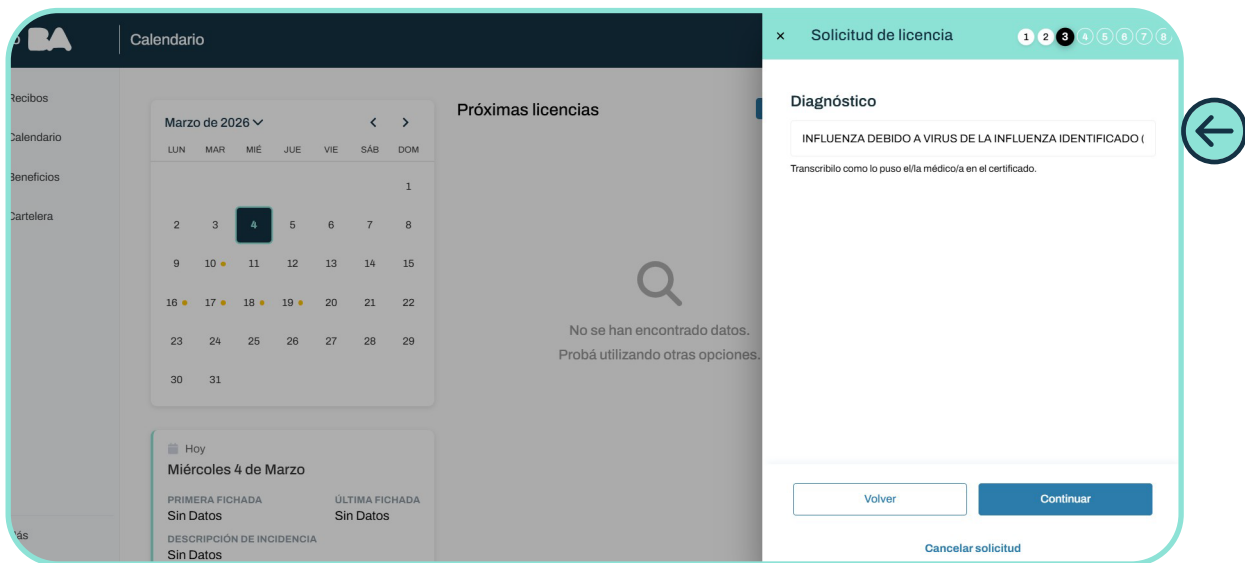 BA
Calendario
Recibos
Calendario
Beneficios
Cartelera
Marzo de 2026
LUN MAR MIÉ JUE VIE SÁB DOM
1
2 3 4 5 6 7 8
9 10 11 12 13 14 15
16 17 18 19 20 21 22
23 24 25 26 27 28 29
30 31
Hoy
Miércoles 4 de Marzo
PRIMERA FICHADA ÚLTIMA FICHADA
Sin Datos Sin Datos
DESCRIPCIÓN DE INCIDENCIA
Sin Datos
Próximas licencias
No se han encontrado datos.
Probá utilizando otras opciones.
× Solicitud de licencia 1 2 3 4 5 6 7 8
Diagnóstico
INFLUENZA DEBIDO A VIRUS DE LA INFLUENZA IDENTIFICADO (
Transcribilo como lo puso el/la médico/a en el certificado.
Volver Continuar
Cancelar solicitud